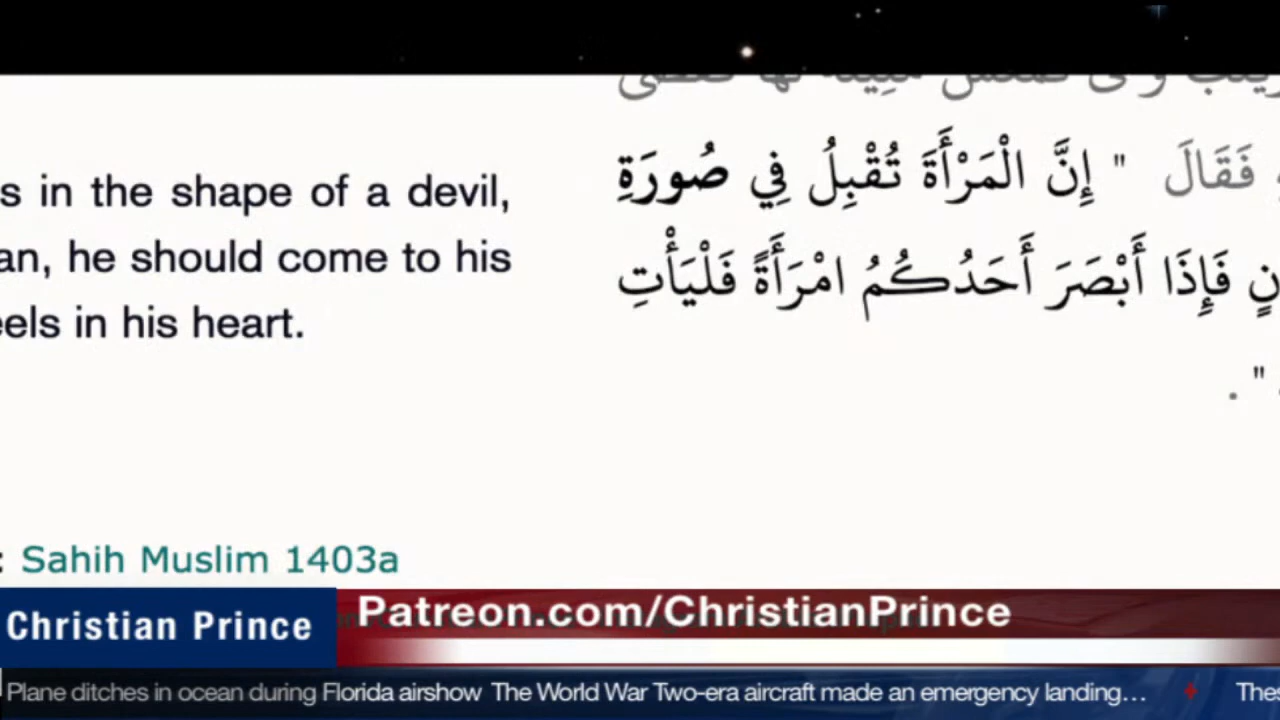 s in the shape of a devil,
an, he should come to his
eels in his heart.
فَقَالَ " إِنَّ الْمَرْأَةَ تُقْبِلُ فِي صُورَةِ
نٍ فَإِذَا أَبْصَرَ أَحَدُكُمُ امْرَأَةً فَلْيَأْتِ
" .
: Sahih Muslim 1403a
Christian Prince
Patreon.com/ChristianPrince
Plane ditches in ocean during Florida airshow The World War Two-era aircraft made an emergency landing... Thes